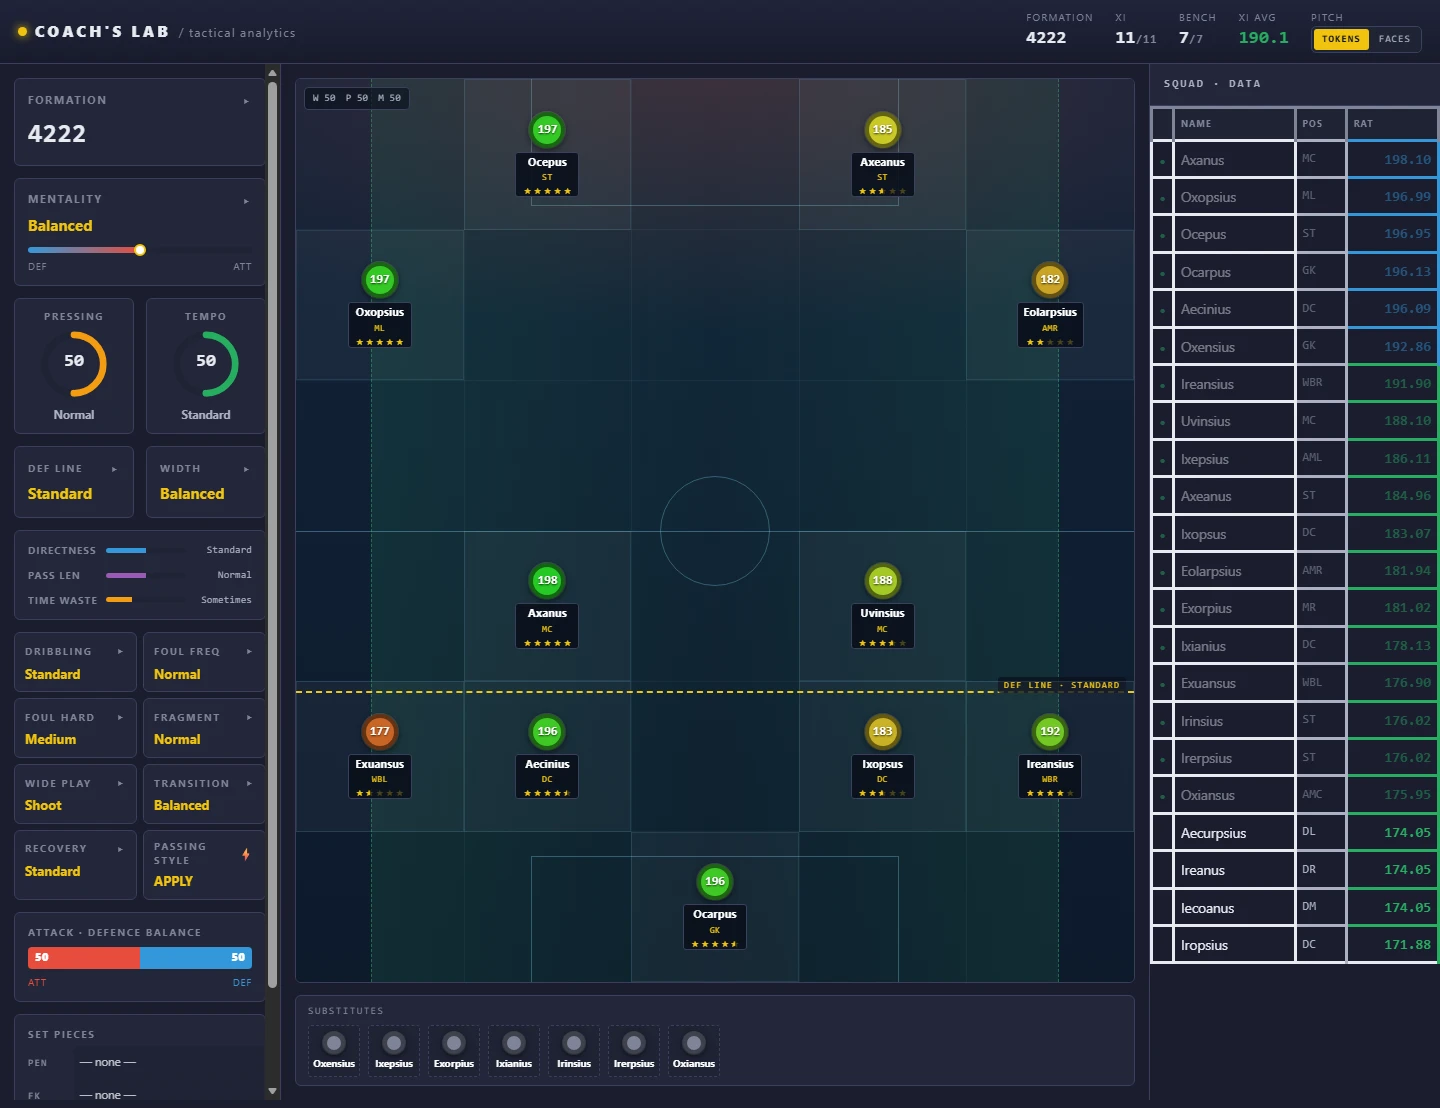 COACH'S LAB / tactical analytics
FORMATION
4222
XI
11/11
BENCH
7/7
XI AVG
190.1
PITCH
TOKENS FACES
FORMATION
4222
MENTALITY
Balanced
DEF ATT
PRESSING
50
Normal
TEMPO
50
Standard
DEF LINE
Standard
WIDTH
Balanced
DIRECTNESS Standard
PASS LEN Normal
TIME WASTE Sometimes
DRIBBLING
Standard
FOUL FREQ
Normal
FOUL HARD
Medium
FRAGMENT
Normal
WIDE PLAY
Shoot
TRANSITION
Balanced
RECOVERY
Standard
PASSING
STYLE
APPLY
ATTACK · DEFENCE BALANCE
50 50
ATT DEF
SET PIECES
PEN — none —
FK — none —
W 50 P 50 M 50
197
Ocepus
ST
185
Axeanus
ST
197
Oxopsius
ML
182
Eolarpsius
AMR
198
Axanus
MC
188
Uvinsius
MC
DEF LINE · STANDARD
177
Exuansus
WBL
196
Aecinius
DC
183
Ixopsus
DC
192
Ireansius
WBR
196
Ocarpus
GK
SUBSTITUTES
Oxensius Ixepsius Exorpius Ixianius Irinsius Irerpsius Oxiansus
SQUAD · DATA
NAME POS RAT
Axanus MC 198.10
Oxopsius ML 196.99
Ocepus ST 196.95
Ocarpus GK 196.13
Aecinius DC 196.09
Oxensius GK 192.86
Ireansius WBR 191.90
Uvinsius MC 188.10
Ixepsius AML 186.11
Axeanus ST 184.96
Ixopsus DC 183.07
Eolarpsius AMR 181.94
Exorpius MR 181.02
Ixianius DC 178.13
Exuansus WBL 176.90
Irinsius ST 176.02
Irerpsius ST 176.02
Oxiansus AMC 175.95
Aecurpsius DL 174.05
Ireanus DR 174.05
Iecoanus DM 174.05
Iropsius DC 171.88